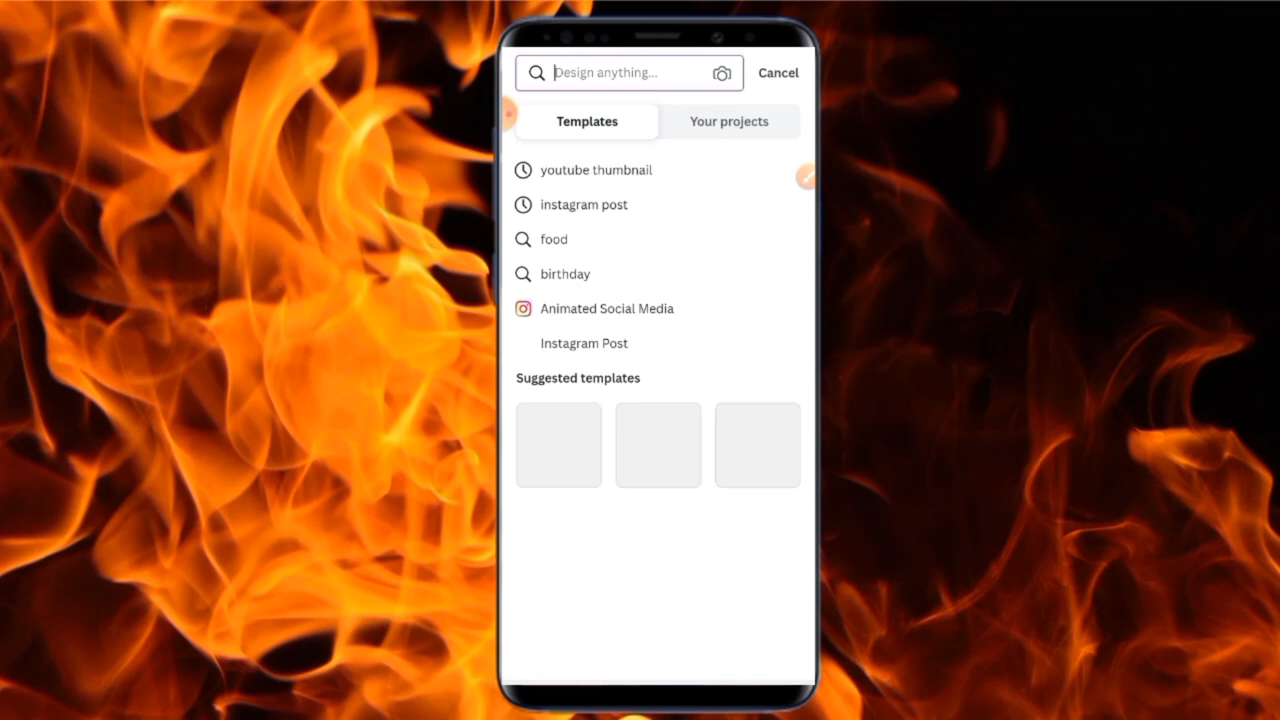 Design anything...
Cancel
Templates
Your projects
youtube thumbnail
instagram post
food
birthday
Animated Social Media
Instagram Post
Suggested templates